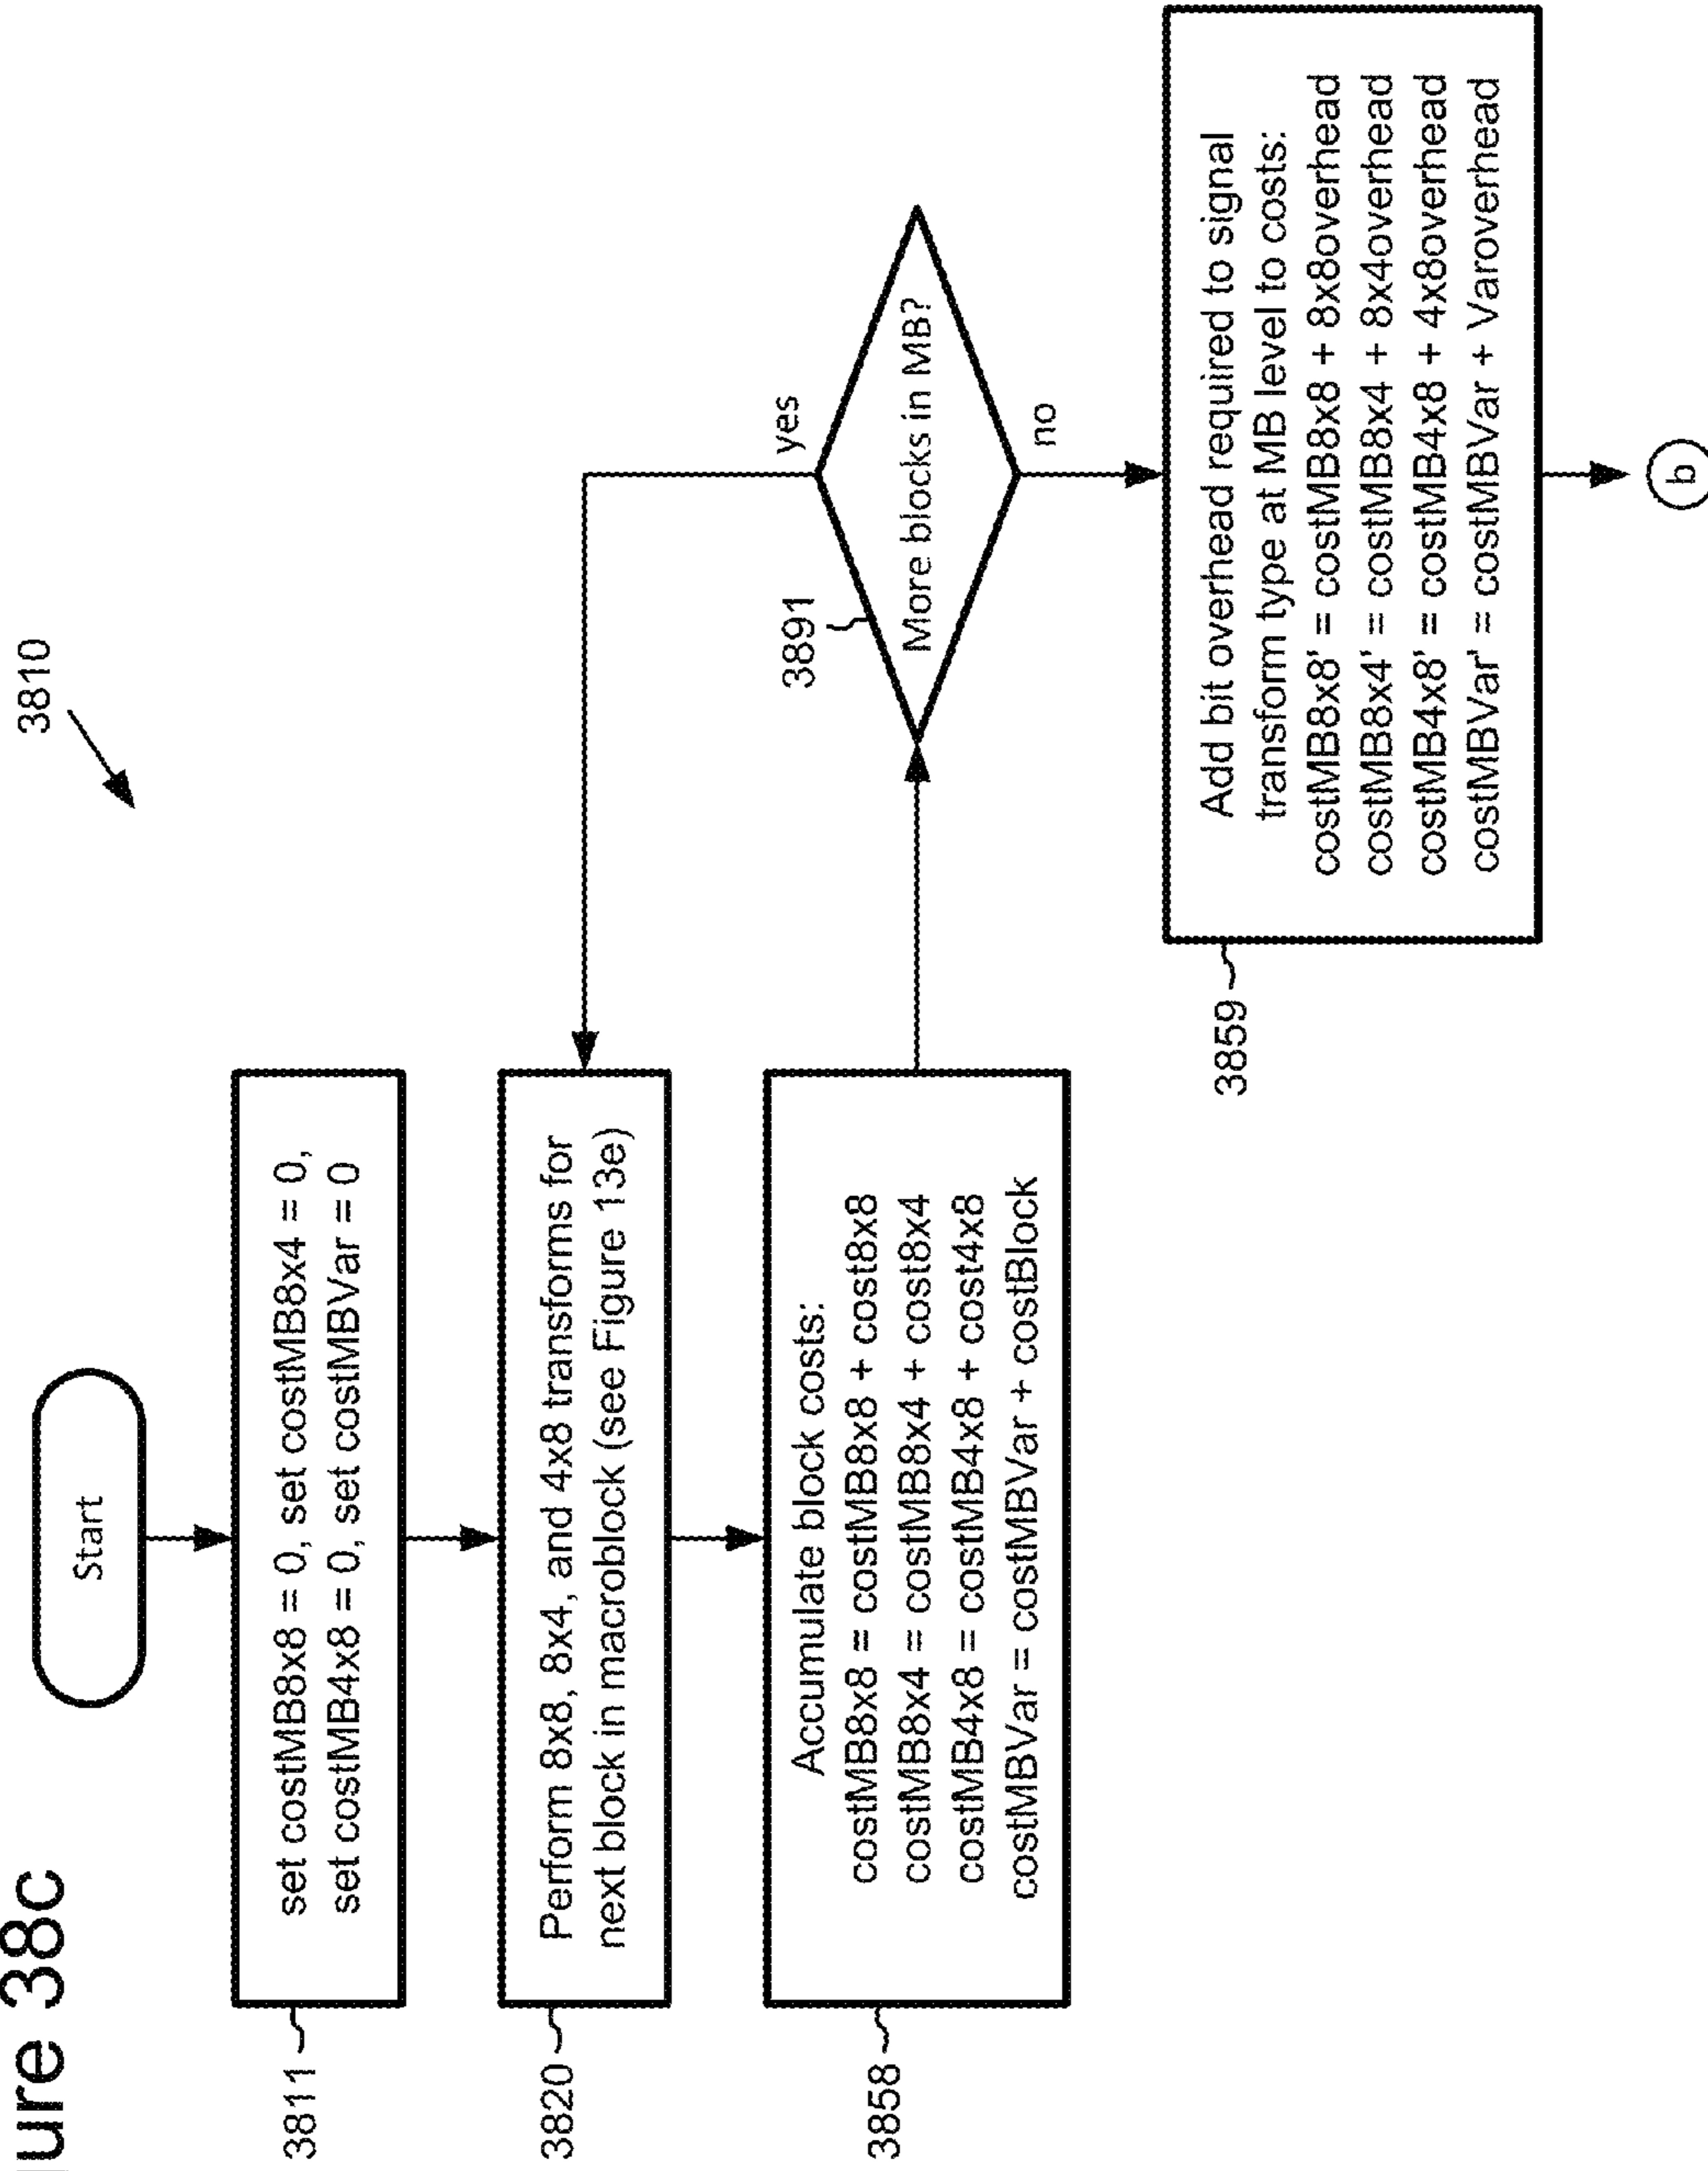 ure 38c
3810
Start
3811
set costMB8x8 = 0, set costMB8x4 = 0,
set costMB4x8 = 0, set costMBVar = 0
3820
Perform 8x8, 8x4, and 4x8 transforms for
next block in macroblock (see Figure 13e)
3858
Accumulate block costs:
costMB8x8 = costMB8x8 + cost8x8
costMB8x4 = costMB8x4 + cost8x4
costMB4x8 = costMB4x8 + cost4x8
costMBVar = costMBVar + costBlock
3891
More blocks in MB?
yes
no
3859
Add bit overhead required to signal
transform type at MB level to costs:
costMB8x8' = costMB8x8 + 8x8overhead
costMB8x4' = costMB8x4 + 8x4overhead
costMB4x8' = costMB4x8 + 4x8overhead
costMBVar' = costMBVar + Varoverhead
b